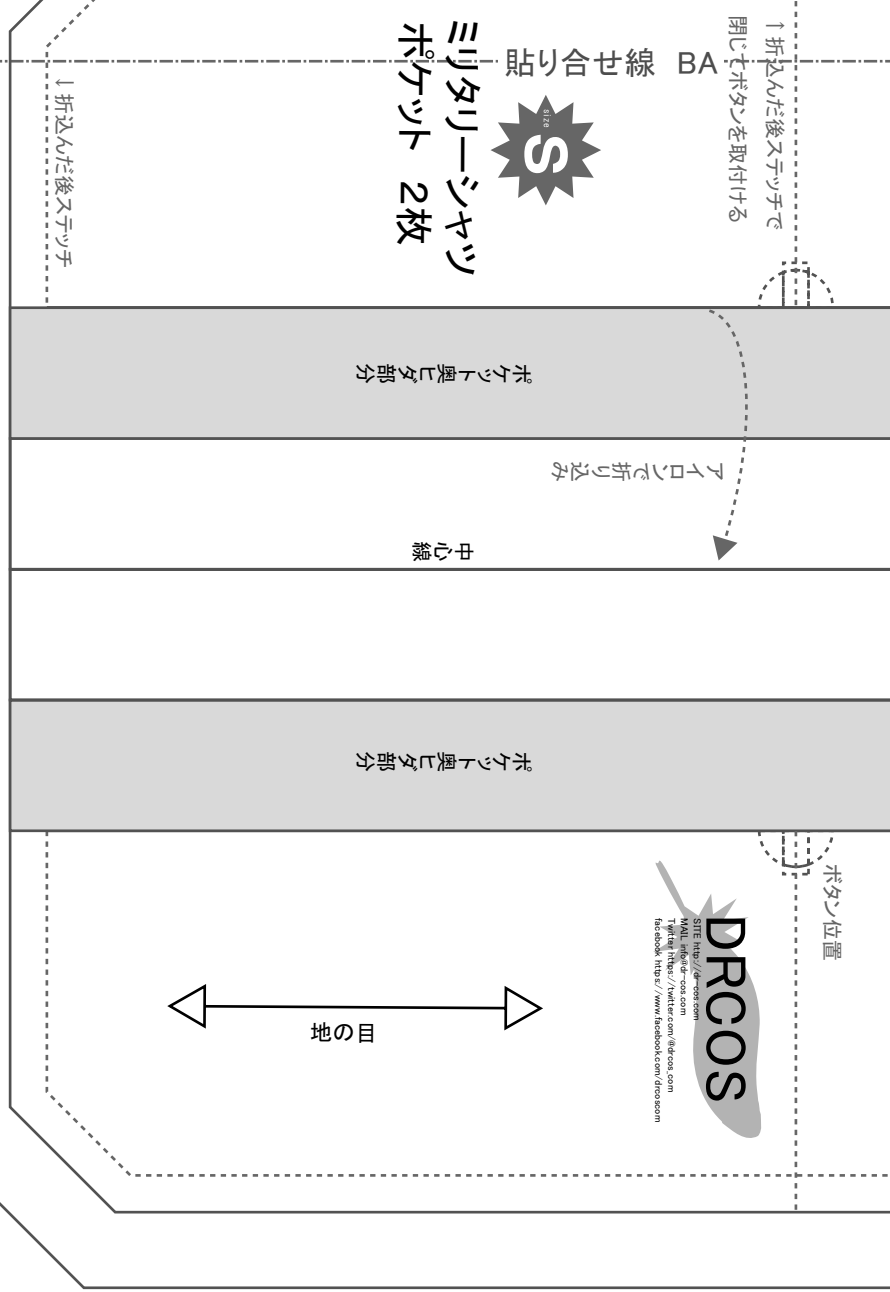 貼り合せ線 BA
↑折込んだ後ステッチで
閉じてボタンを取付ける
↓折込んだ後ステッチ
ミリタリーシャツ
ポケット 2枚
size
S
ポケット奥ヒダ部分
アイロンで折り込み
中心線
ポケット奥ヒダ部分
ボタン位置
DRCOS
SITE http://dr-cos.com
MAIL info@dr-cos.com
Twitter https://twitter.com/@drcos_com
facebook https://www.facebook.com/drcoscom
地の目